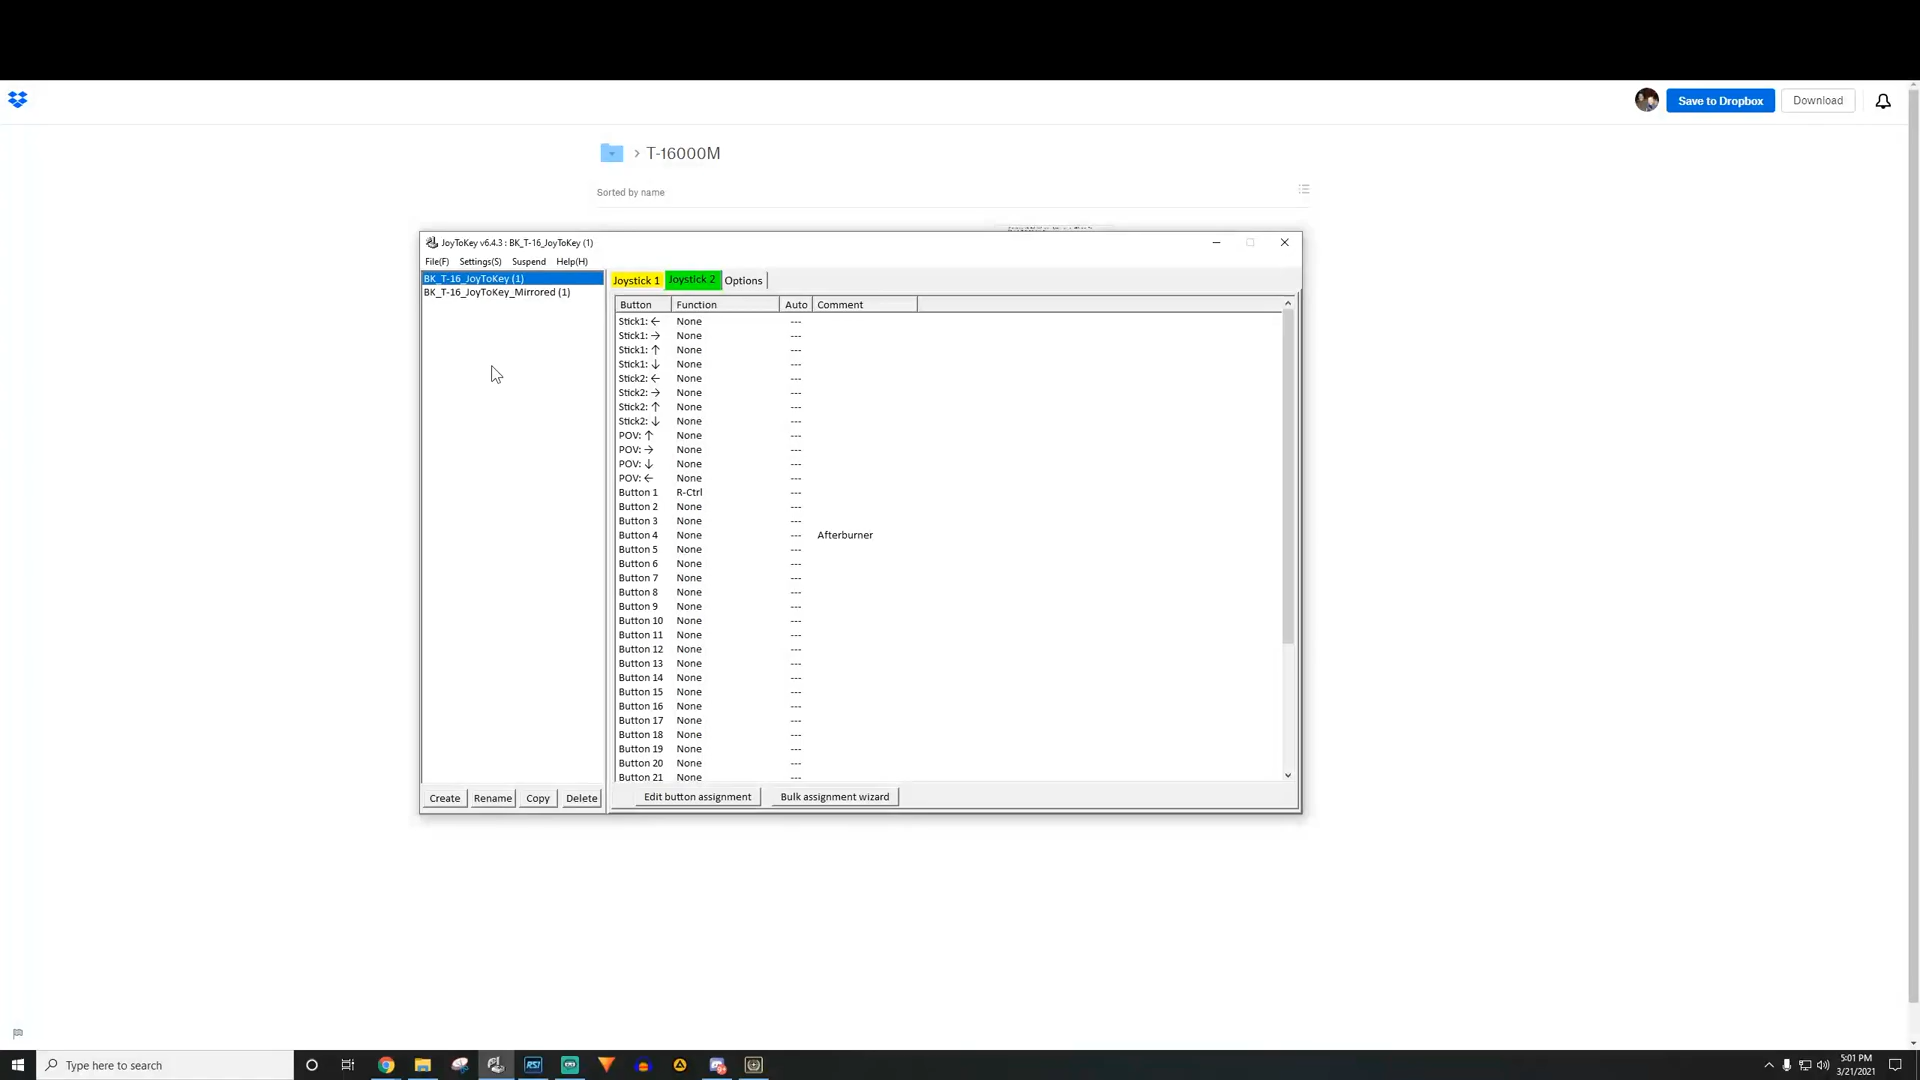 Save to Dropbox
Download
T-16000M
Sorted by name
JoyToKey v6.4.3 : BK_T-16_JoyToKey (1)
File(F) Settings(S) Suspend Help(H)
BK_T-16_JoyToKey (1)
BK_T-16_JoyToKey_Mirrored (1)
Joystick 1 Joystick 2 Options
Button Function Auto Comment
Stick1: ← None ---
Stick1: → None ---
Stick1: ↑ None ---
Stick1: ↓ None ---
Stick2: ← None ---
Stick2: → None ---
Stick2: ↑ None ---
Stick2: ↓ None ---
POV: ↑ None ---
POV: → None ---
POV: ↓ None ---
POV: ← None ---
Button 1 R-Ctrl ---
Button 2 None ---
Button 3 None ---
Button 4 None --- Afterburner
Button 5 None ---
Button 6 None ---
Button 7 None ---
Button 8 None ---
Button 9 None ---
Button 10 None ---
Button 11 None ---
Button 12 None ---
Button 13 None ---
Button 14 None ---
Button 15 None ---
Button 16 None ---
Button 17 None ---
Button 18 None ---
Button 19 None ---
Button 20 None ---
Button 21 None ---
Create Rename Copy Delete
Edit button assignment Bulk assignment wizard
Type here to search
RSI
5:01 PM
3/21/2021